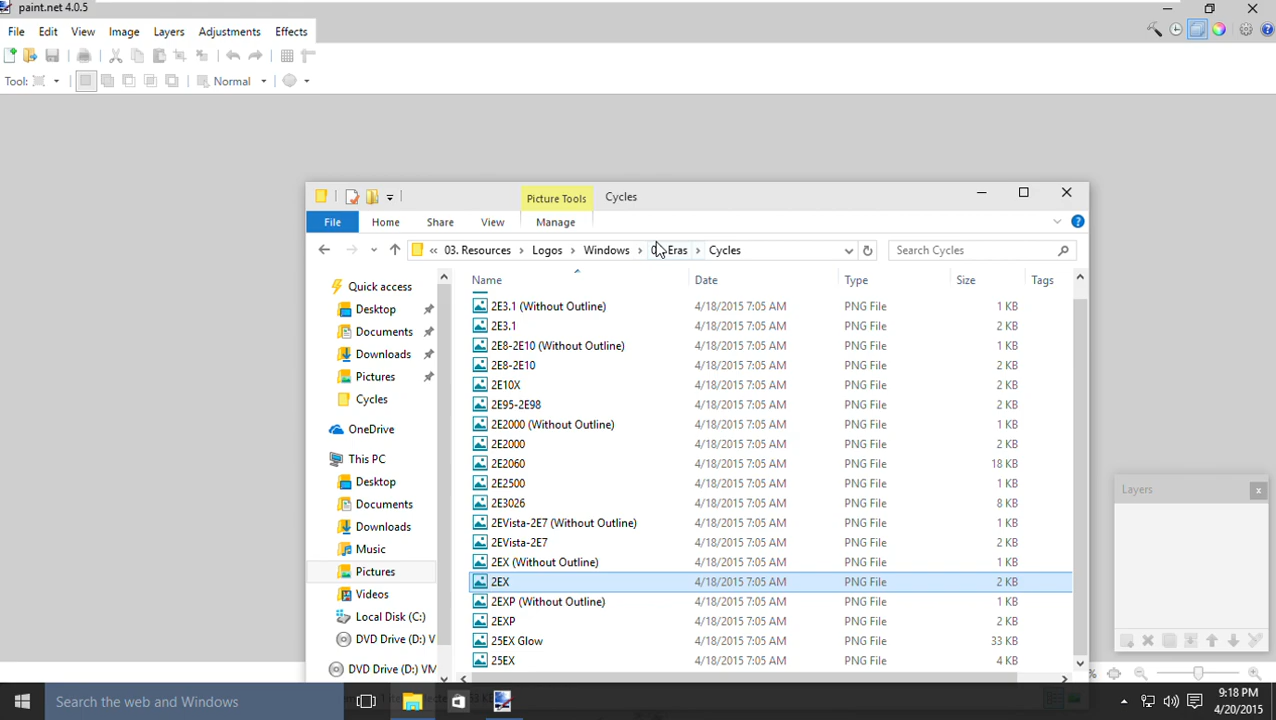 paint.net 4.0.5
File Edit View Image Layers Adjustments Effects
Tool: Normal
Picture Tools Cycles
File Home Share View Manage
« 03. Resources › Logos › Windows › Eras › Cycles Search Cycles
Name Date Type Size Tags
Quick access
Desktop
Documents
Downloads
Pictures
Cycles
OneDrive
This PC
Desktop
Documents
Downloads
Music
Pictures
Videos
Local Disk (C:)
DVD Drive (D:) V
DVD Drive (D:) VM
2E3.1 (Without Outline) 4/18/2015 7:05 AM PNG File 1 KB
2E3.1 4/18/2015 7:05 AM PNG File 2 KB
2E8-2E10 (Without Outline) 4/18/2015 7:05 AM PNG File 1 KB
2E8-2E10 4/18/2015 7:05 AM PNG File 2 KB
2E10X 4/18/2015 7:05 AM PNG File 2 KB
2E95-2E98 4/18/2015 7:05 AM PNG File 2 KB
2E2000 (Without Outline) 4/18/2015 7:05 AM PNG File 1 KB
2E2000 4/18/2015 7:05 AM PNG File 2 KB
2E2060 4/18/2015 7:05 AM PNG File 18 KB
2E2500 4/18/2015 7:05 AM PNG File 1 KB
2E3026 4/18/2015 7:05 AM PNG File 8 KB
2EVista-2E7 (Without Outline) 4/18/2015 7:05 AM PNG File 1 KB
2EVista-2E7 4/18/2015 7:05 AM PNG File 2 KB
2EX (Without Outline) 4/18/2015 7:05 AM PNG File 1 KB
2EX 4/18/2015 7:05 AM PNG File 2 KB
2EXP (Without Outline) 4/18/2015 7:05 AM PNG File 1 KB
2EXP 4/18/2015 7:05 AM PNG File 2 KB
25EX Glow 4/18/2015 7:05 AM PNG File 33 KB
25EX 4/18/2015 7:05 AM PNG File 4 KB
Layers
%
Search the web and Windows
9:18 PM
4/20/2015